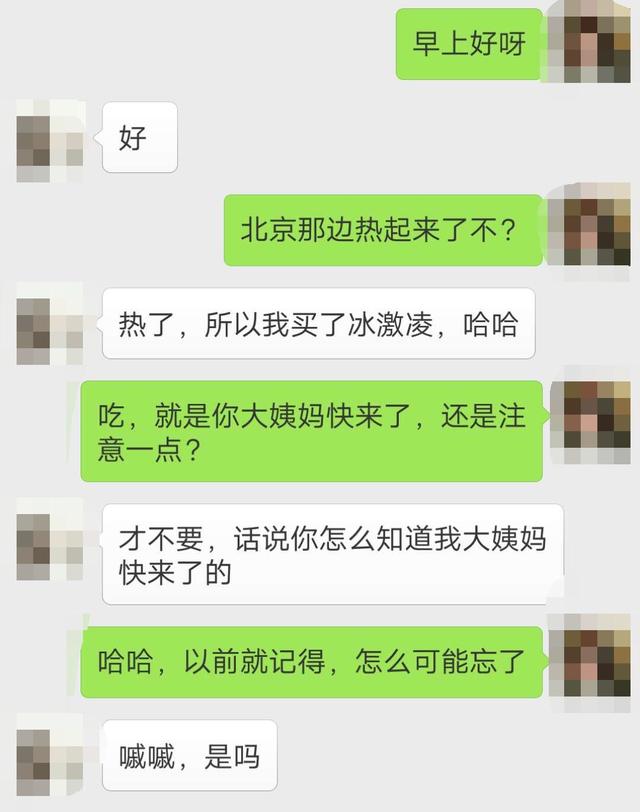 早上好呀
好
北京那边热起来了不？
热了，所以我买了冰激凌，哈哈
吃，就是你大姨妈快来了，还是注
意一点？
才不要，话说你怎么知道我大姨妈
快来了的
哈哈，以前就记得，怎么可能忘了
嘁嘁，是吗